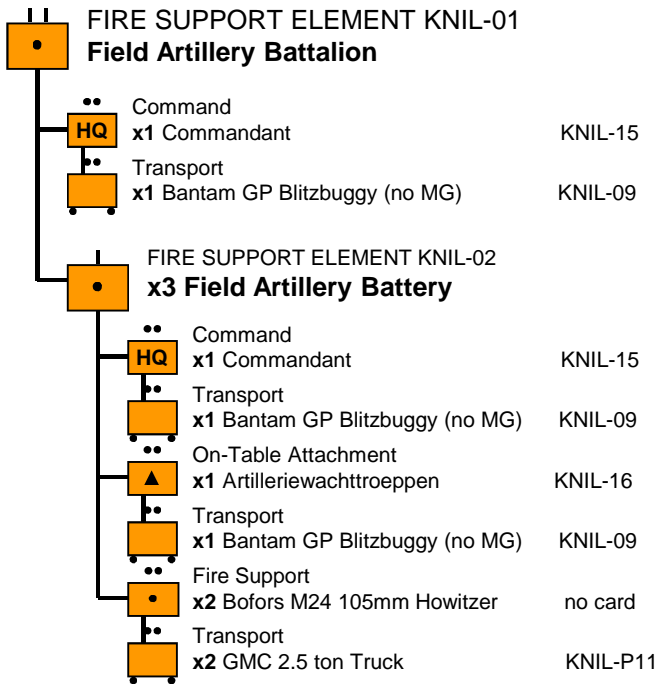 FIRE SUPPORT ELEMENT KNIL-01
Field Artillery Battalion
Command
HQ x1 Commandant KNIL-15
Transport
x1 Bantam GP Blitzbuggy (no MG) KNIL-09
FIRE SUPPORT ELEMENT KNIL-02
x3 Field Artillery Battery
Command
HQ x1 Commandant KNIL-15
Transport
x1 Bantam GP Blitzbuggy (no MG) KNIL-09
On-Table Attachment
x1 Artilleriewachttroeppen KNIL-16
Transport
x1 Bantam GP Blitzbuggy (no MG) KNIL-09
Fire Support
x2 Bofors M24 105mm Howitzer no card
Transport
x2 GMC 2.5 ton Truck KNIL-P11